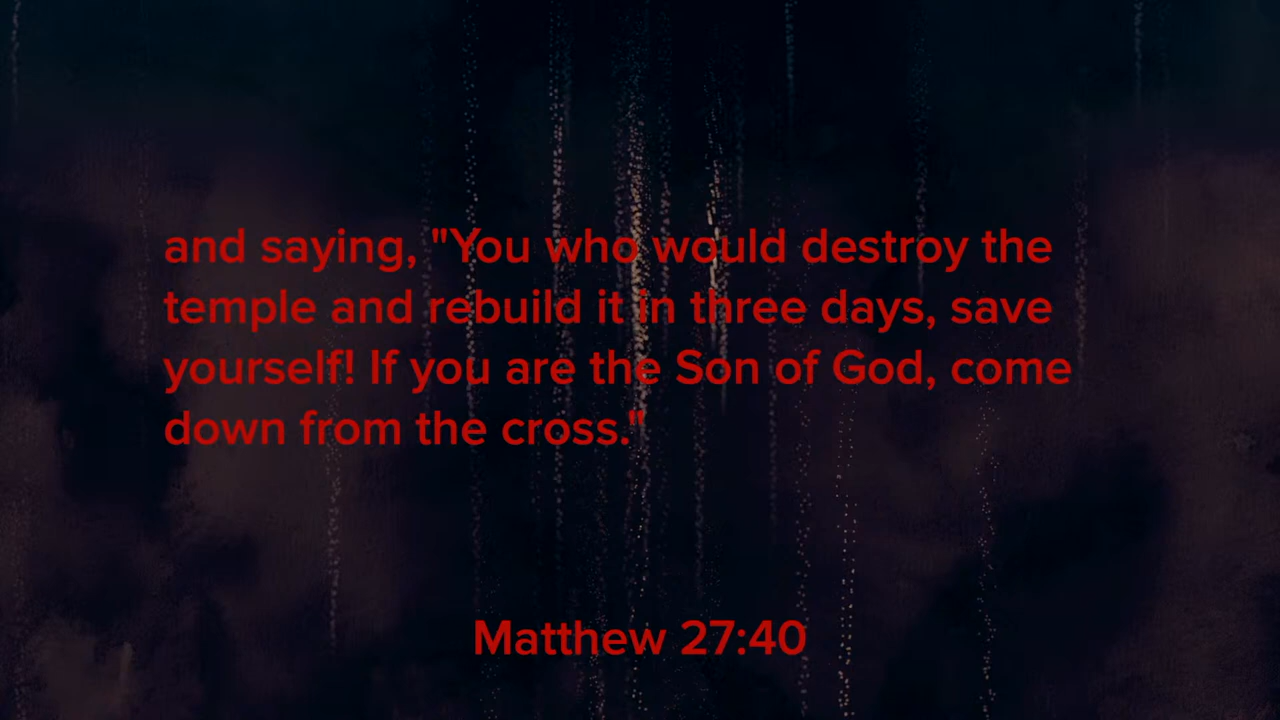 and saying, "You who would destroy the
temple and rebuild it in three days, save
yourself! If you are the Son of God, come
down from the cross."
Matthew 27:40